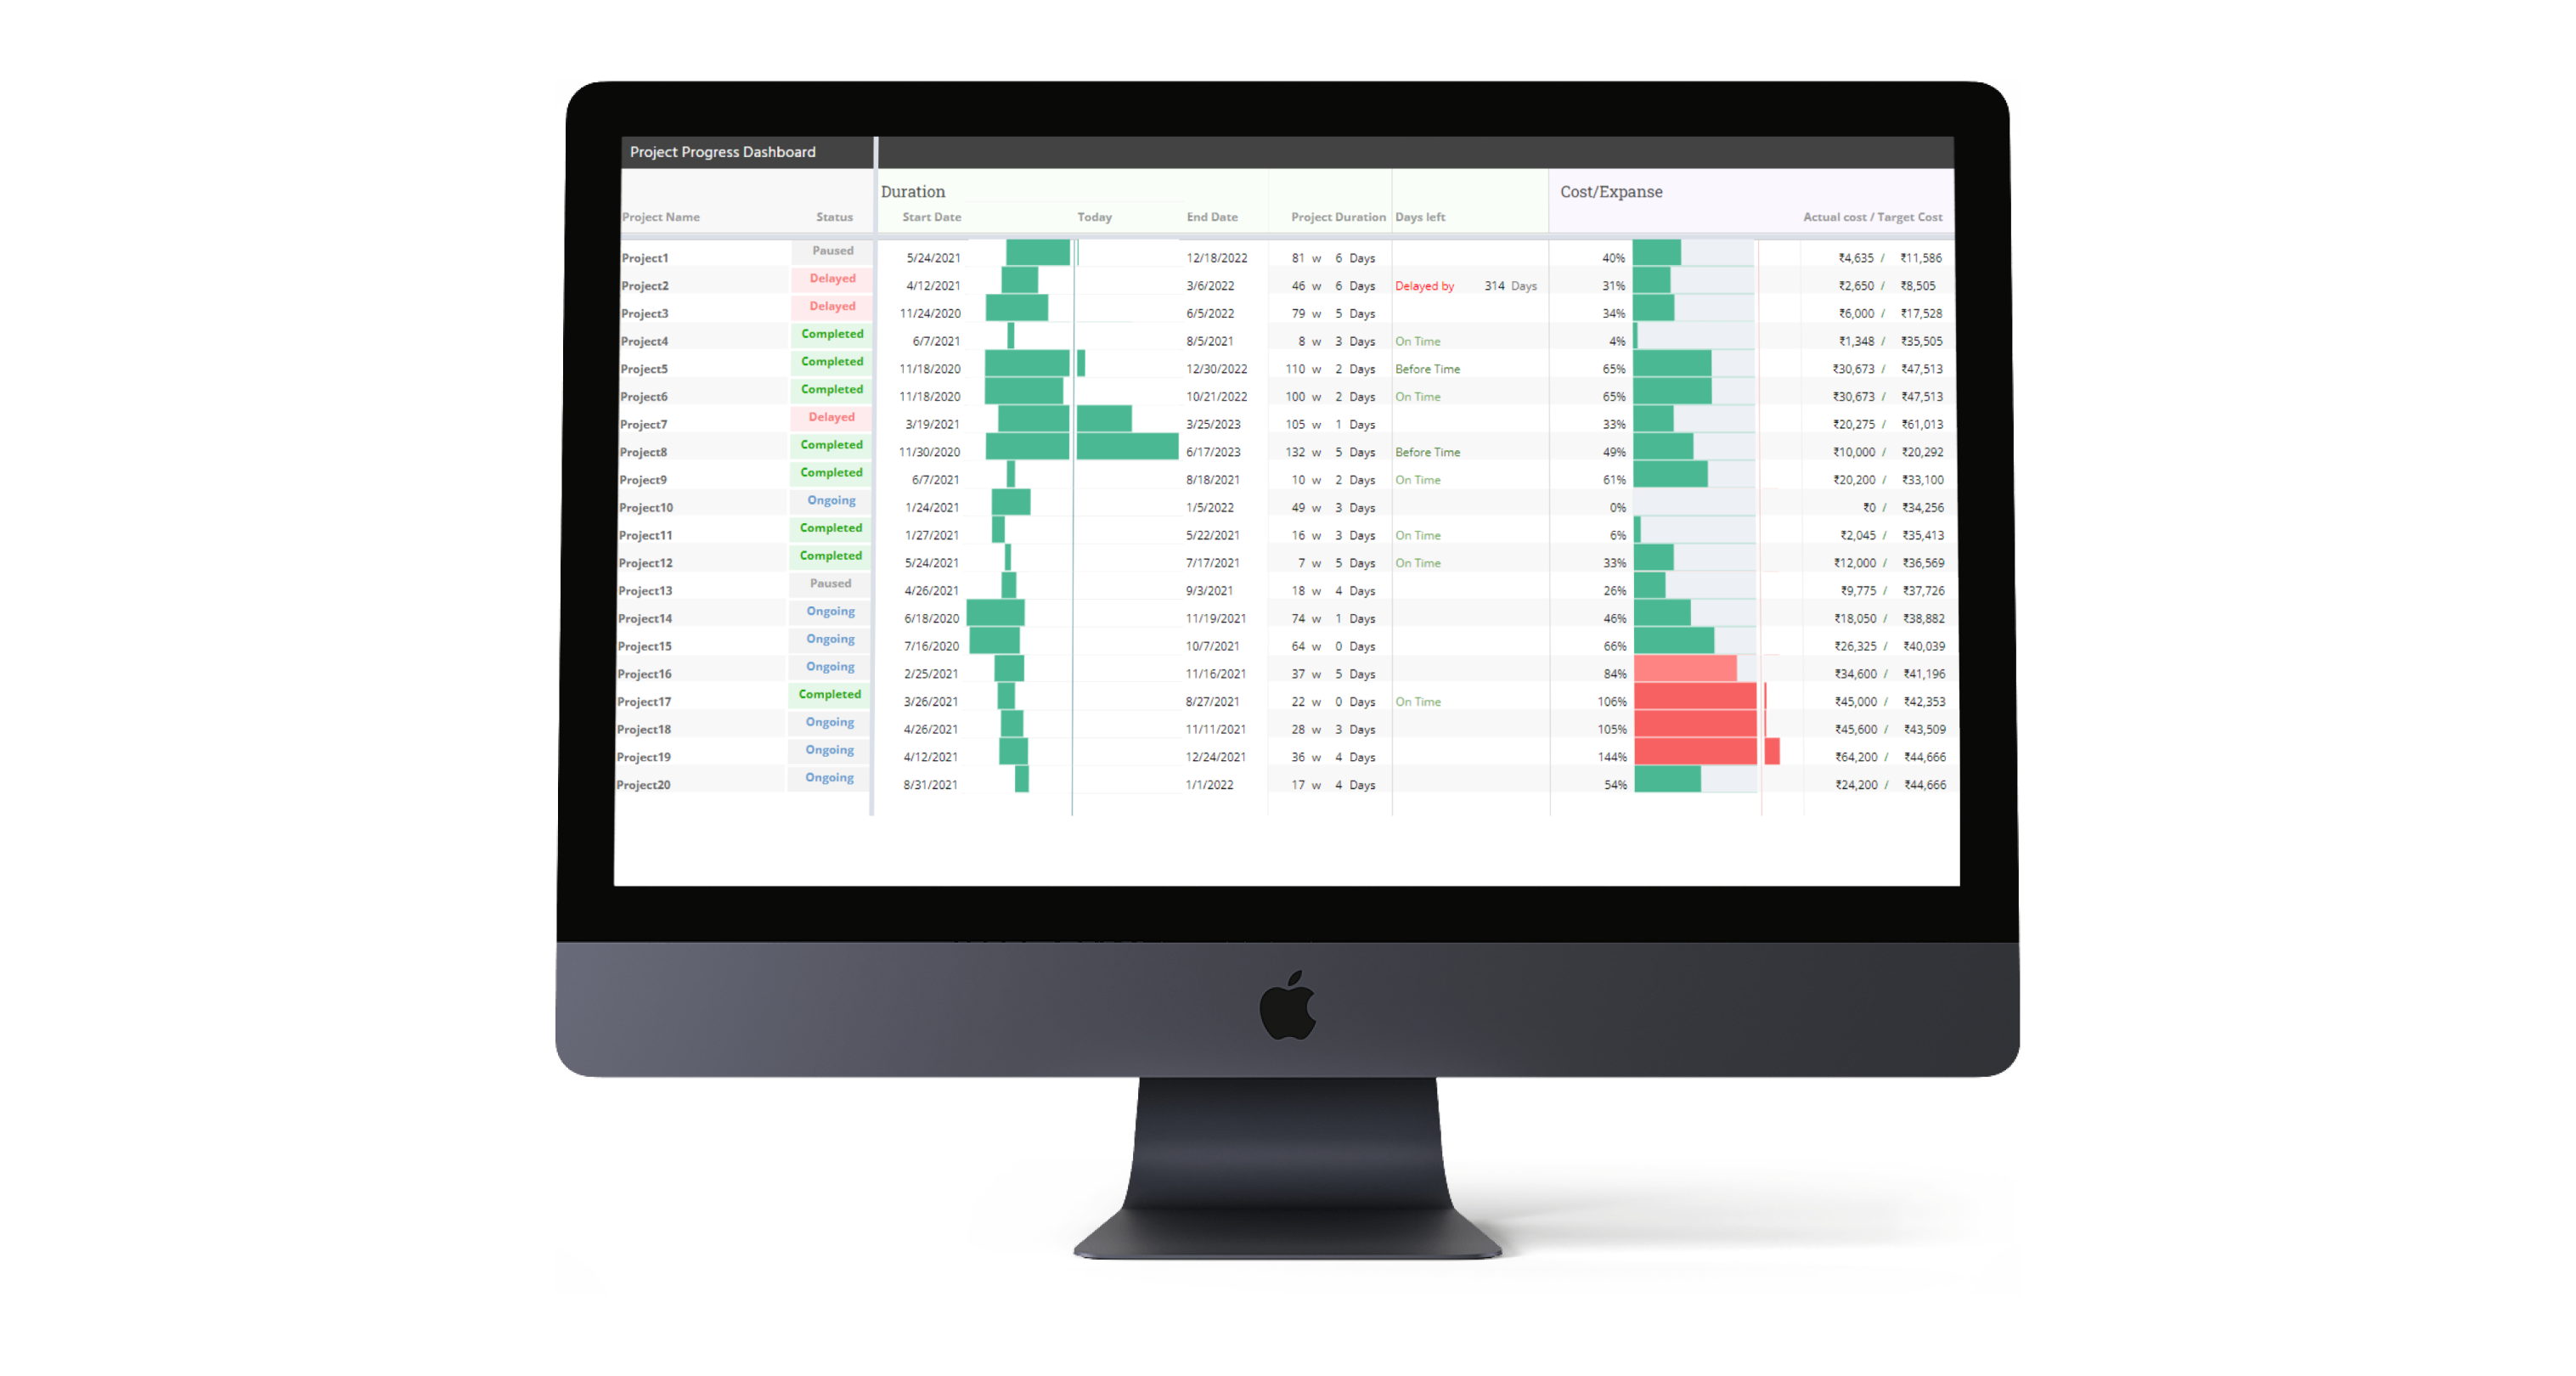 Project Progress Dashboard
Duration Cost/Expanse
Project Name Status Start Date Today End Date Project Duration Days left Actual cost / Target Cost
Project1 Paused 5/24/2021 12/18/2022 81 w 6 Days 40% ₹4,635 / ₹11,586
Project2 Delayed 4/12/2021 3/6/2022 46 w 6 Days Delayed by 314 Days 31% ₹2,650 / ₹8,505
Project3 Delayed 11/24/2020 6/5/2022 79 w 5 Days 34% ₹6,000 / ₹17,528
Project4 Completed 6/7/2021 8/5/2021 8 w 3 Days On Time 4% ₹1,348 / ₹35,505
Project5 Completed 11/18/2020 12/30/2022 110 w 2 Days Before Time 65% ₹30,673 / ₹47,513
Project6 Completed 11/18/2020 10/21/2022 100 w 2 Days On Time 65% ₹30,673 / ₹47,513
Project7 Delayed 3/19/2021 3/25/2023 105 w 1 Days 33% ₹20,275 / ₹61,013
Project8 Completed 11/30/2020 6/17/2023 132 w 5 Days Before Time 49% ₹10,000 / ₹20,292
Project9 Completed 6/7/2021 8/18/2021 10 w 2 Days On Time 61% ₹20,200 / ₹33,100
Project10 Ongoing 1/24/2021 1/5/2022 49 w 3 Days 0% ₹0 / ₹34,256
Project11 Completed 1/27/2021 5/22/2021 16 w 3 Days On Time 6% ₹2,045 / ₹35,413
Project12 Completed 5/24/2021 7/17/2021 7 w 5 Days On Time 33% ₹12,000 / ₹36,569
Project13 Paused 4/26/2021 9/3/2021 18 w 4 Days 26% ₹9,775 / ₹37,726
Project14 Ongoing 6/18/2020 11/19/2021 74 w 1 Days 46% ₹18,050 / ₹38,882
Project15 Ongoing 7/16/2020 10/7/2021 64 w 0 Days 66% ₹26,325 / ₹40,039
Project16 Ongoing 2/25/2021 11/16/2021 37 w 5 Days 84% ₹34,600 / ₹41,196
Project17 Completed 3/26/2021 8/27/2021 22 w 0 Days On Time 106% ₹45,000 / ₹42,353
Project18 Ongoing 4/26/2021 11/11/2021 28 w 3 Days 105% ₹45,600 / ₹43,509
Project19 Ongoing 4/12/2021 12/24/2021 36 w 4 Days 144% ₹64,200 / ₹44,666
Project20 Ongoing 8/31/2021 1/1/2022 17 w 4 Days 54% ₹24,200 / ₹44,666